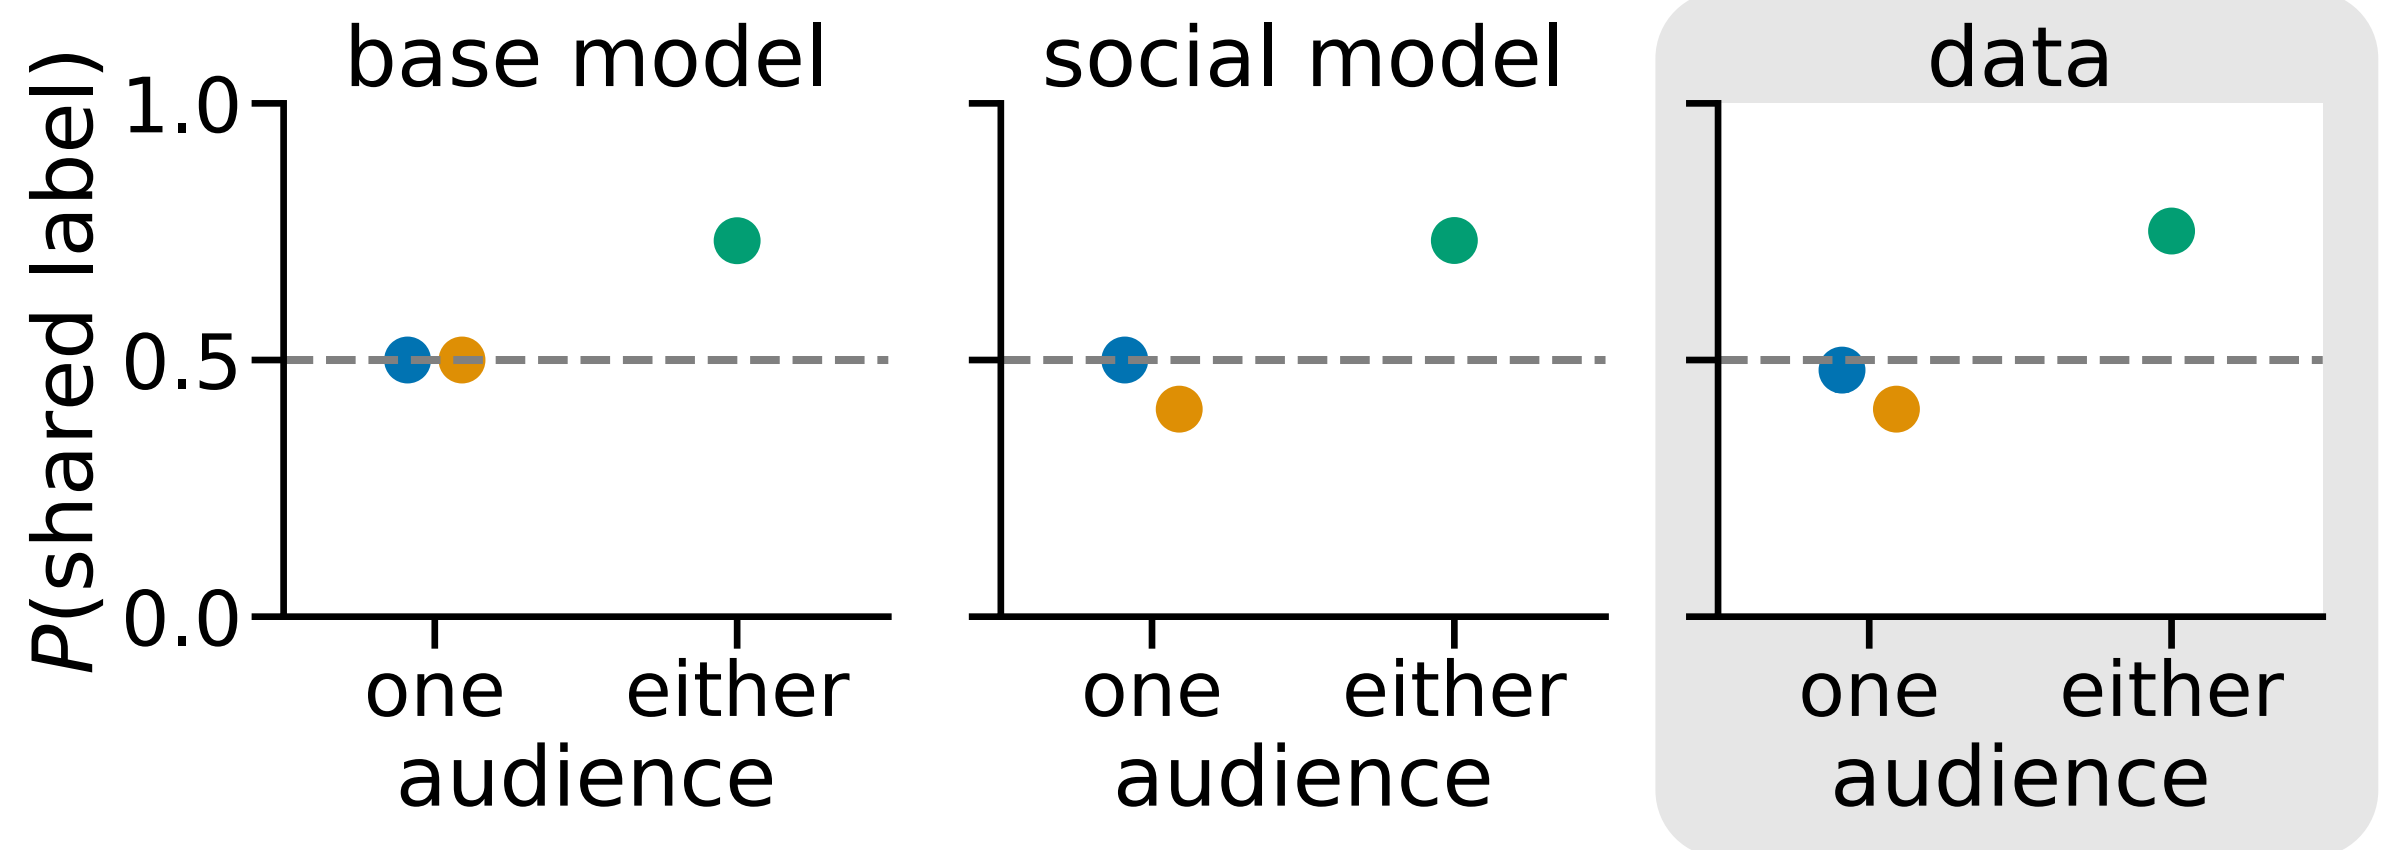 base model
social model
data
P(shared label)
1.0
0.5
0.0
one
either
one
either
one
either
audience
audience
audience